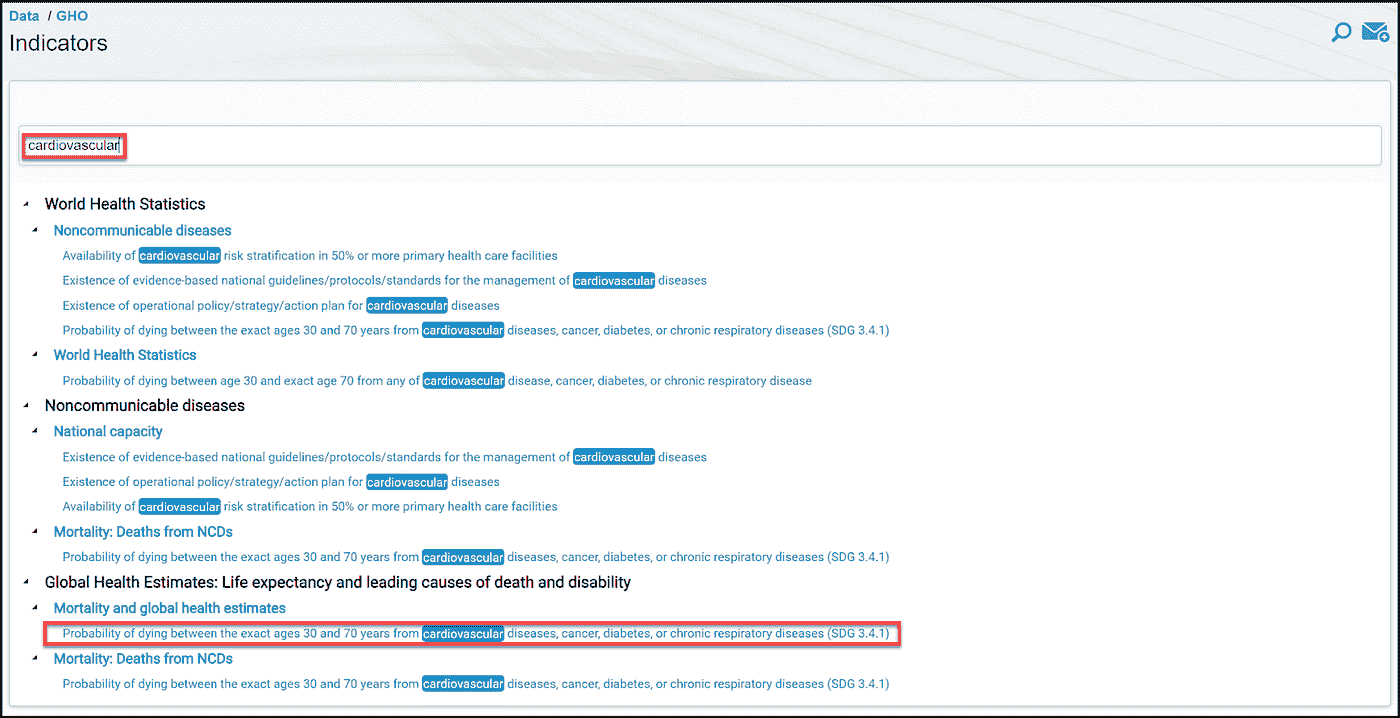 Data / GHO
Indicators
cardiovascular
World Health Statistics
Noncommunicable diseases
Availability of cardiovascular risk stratification in 50% or more primary health care facilities
Existence of evidence-based national guidelines/protocols/standards for the management of cardiovascular diseases
Existence of operational policy/strategy/action plan for cardiovascular diseases
Probability of dying between the exact ages 30 and 70 years from cardiovascular diseases, cancer, diabetes, or chronic respiratory diseases (SDG 3.4.1)
World Health Statistics
Probability of dying between age 30 and exact age 70 from any of cardiovascular disease, cancer, diabetes, or chronic respiratory disease
Noncommunicable diseases
National capacity
Existence of evidence-based national guidelines/protocols/standards for the management of cardiovascular diseases
Existence of operational policy/strategy/action plan for cardiovascular diseases
Availability of cardiovascular risk stratification in 50% or more primary health care facilities
Mortality: Deaths from NCDs
Probability of dying between the exact ages 30 and 70 years from cardiovascular diseases, cancer, diabetes, or chronic respiratory diseases (SDG 3.4.1)
Global Health Estimates: Life expectancy and leading causes of death and disability
Mortality and global health estimates
Probability of dying between the exact ages 30 and 70 years from cardiovascular diseases, cancer, diabetes, or chronic respiratory diseases (SDG 3.4.1)
Mortality: Deaths from NCDs
Probability of dying between the exact ages 30 and 70 years from cardiovascular diseases, cancer, diabetes, or chronic respiratory diseases (SDG 3.4.1)